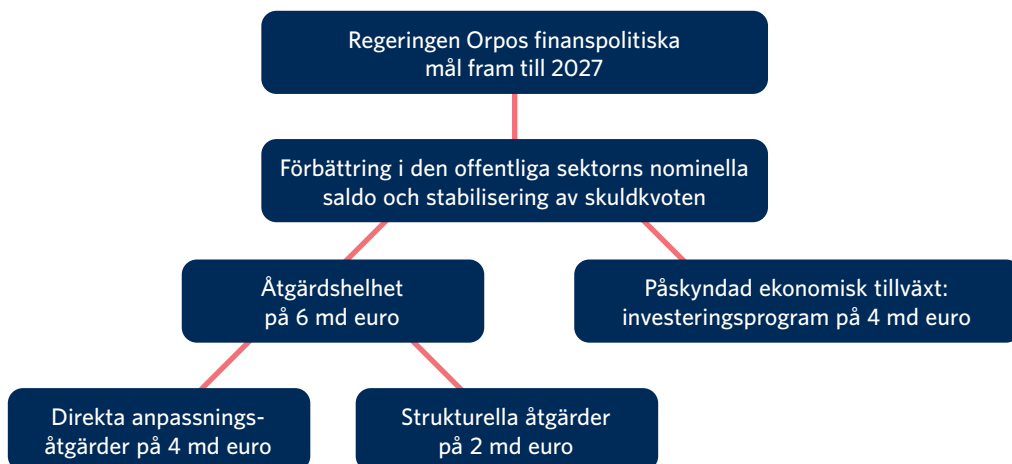 Regeringen Orpos finanspolitiska
mål fram till 2027
Förbättring i den offentliga sektorns nominella
saldo och stabilisering av skuldkvoten
Åtgärdshelhet
på 6 md euro
Påskyndad ekonomisk tillväxt:
investeringsprogram på 4 md euro
Direkta anpassnings-
åtgärder på 4 md euro
Strukturella åtgärder
på 2 md euro